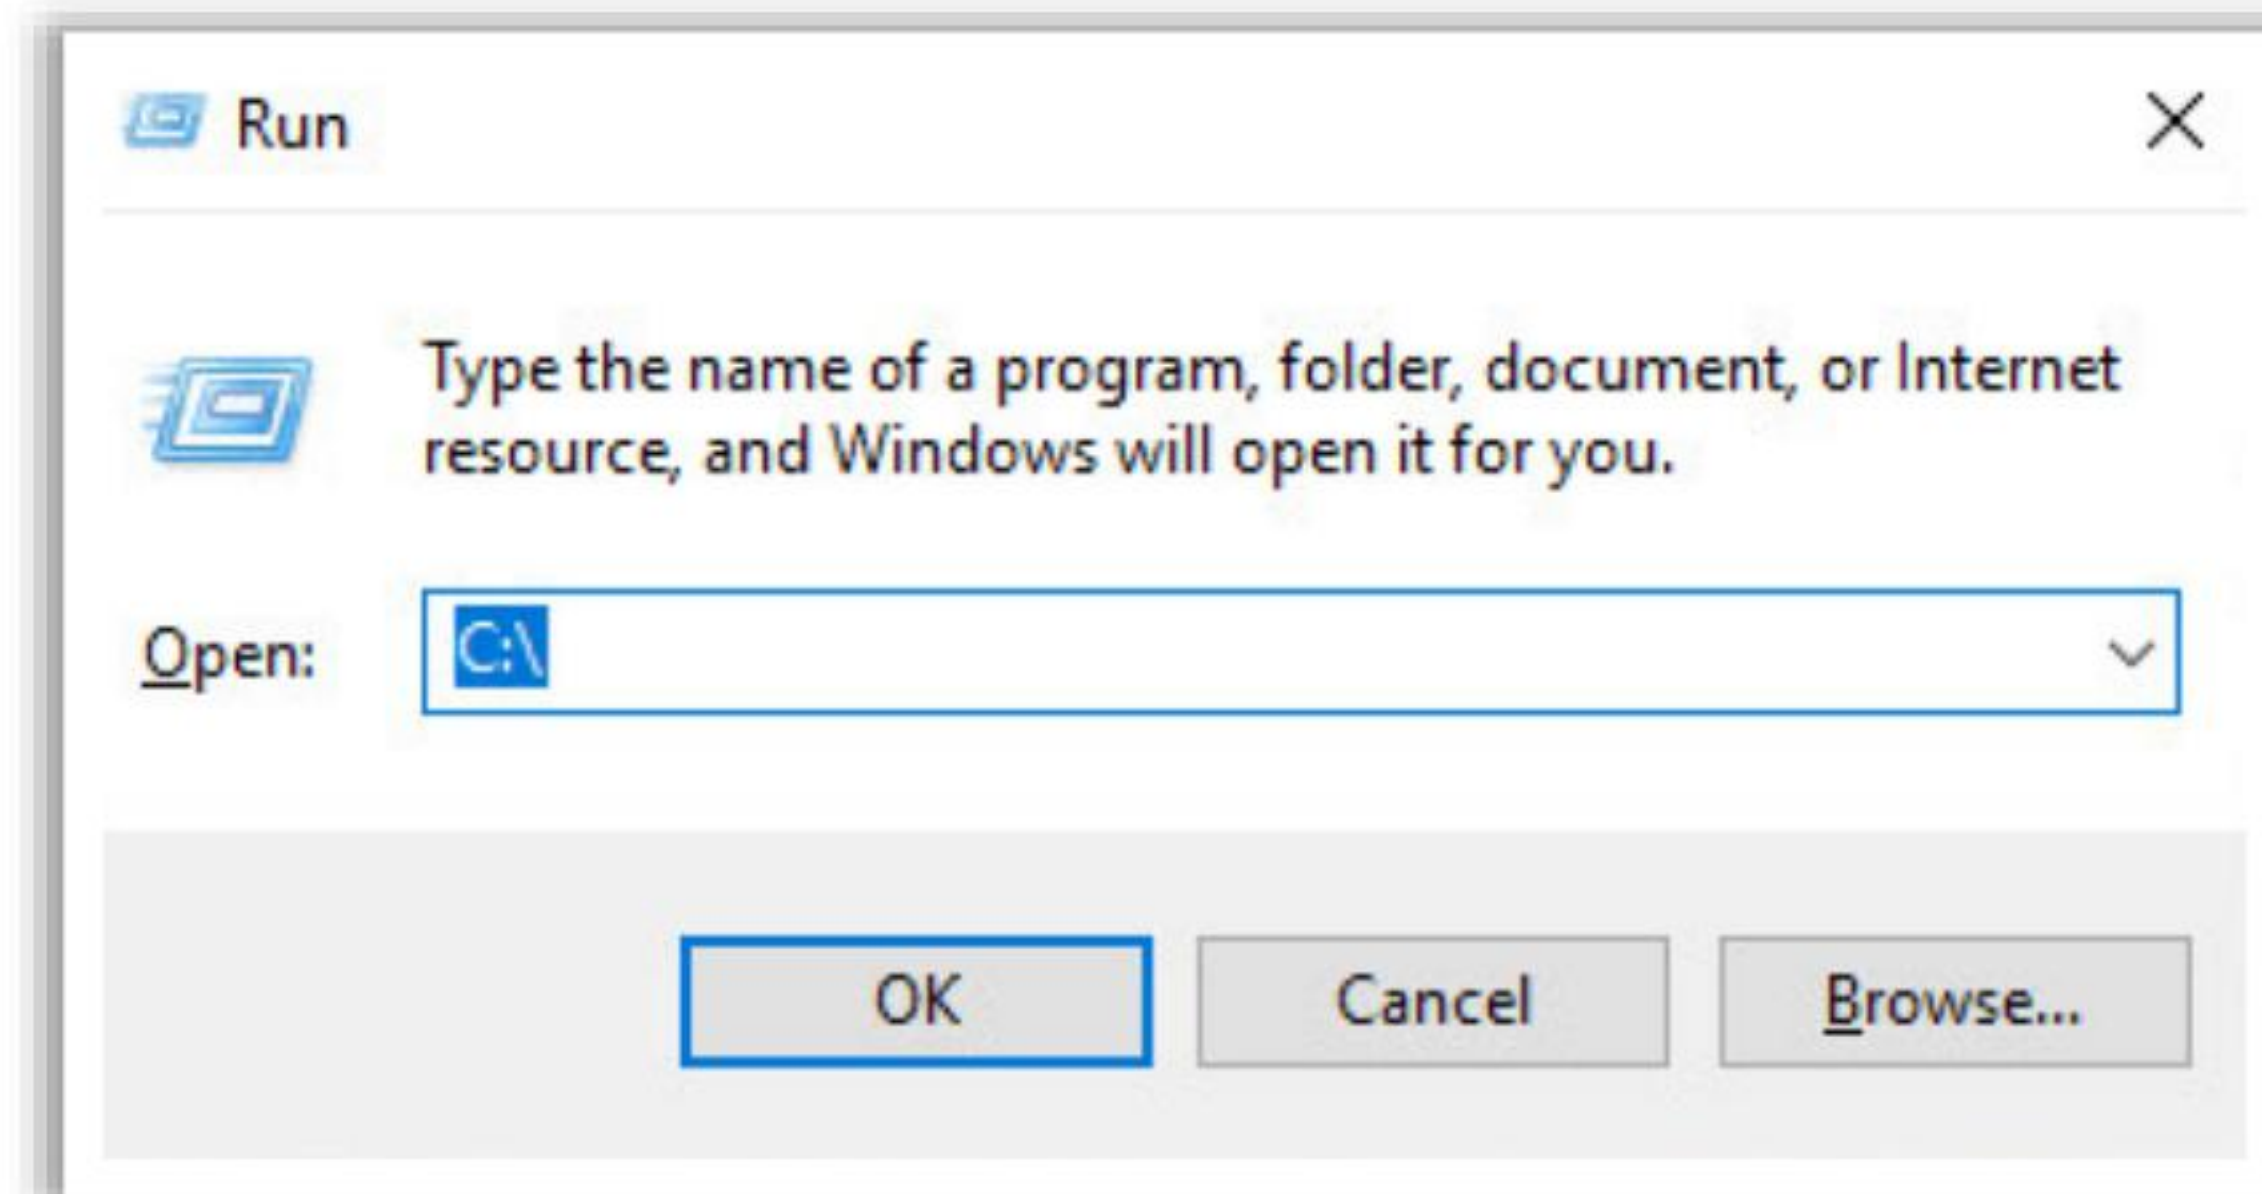 Run
Type the name of a program, folder, document, or Internet
resource, and Windows will open it for you.
Open: C:\
OK Cancel Browse...